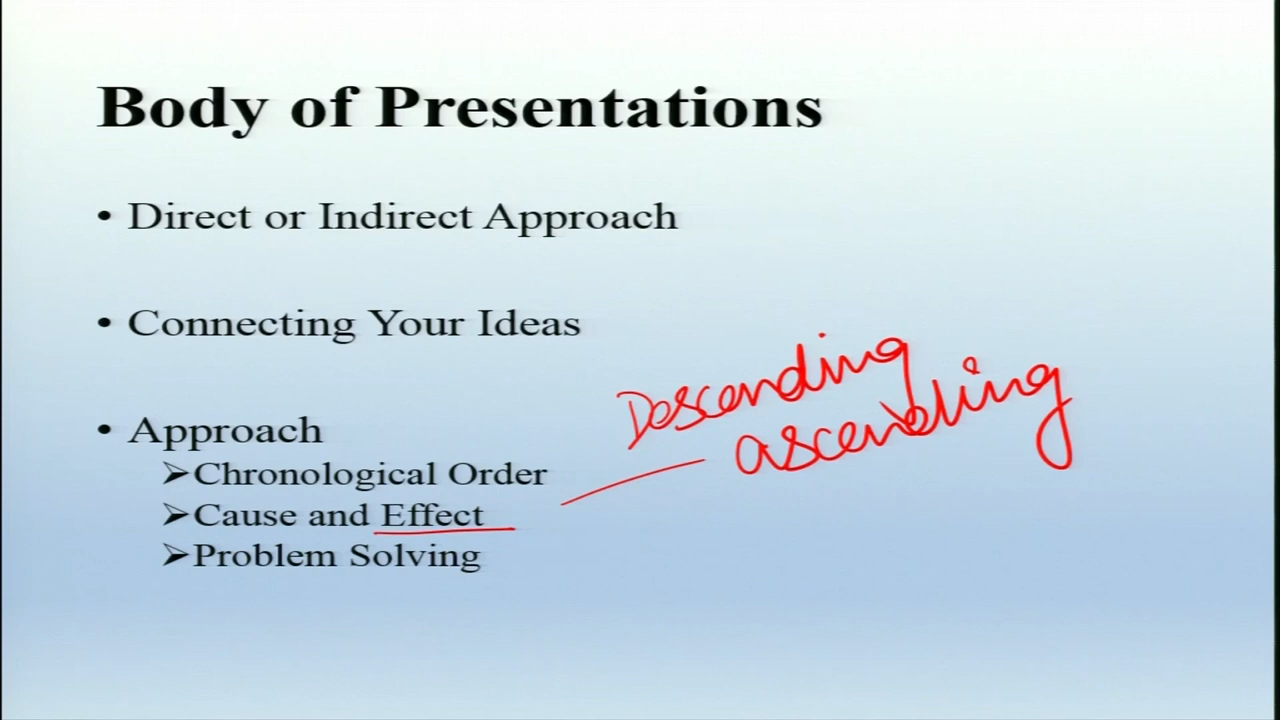 Body of Presentations
• Direct or Indirect Approach
• Connecting Your Ideas
• Approach
➢Chronological Order
➢Cause and Effect
➢Problem Solving
Descending
ascending